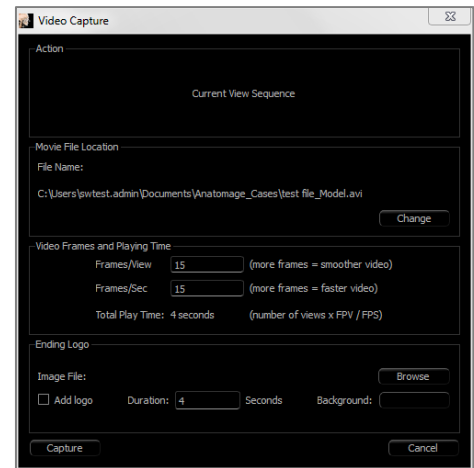 Video Capture
Action
Current View Sequence
Movie File Location
File Name:
C:\Users\swtest.admin\Documents\Anatomage_Cases\test file_Model.avi
Change
Video Frames and Playing Time
Frames/View 15 (more frames = smoother video)
Frames/Sec 15 (more frames = faster video)
Total Play Time: 4 seconds (number of views x FPV / FPS)
Ending Logo
Image File: Browse
Add logo Duration: 4 Seconds Background:
Capture Cancel